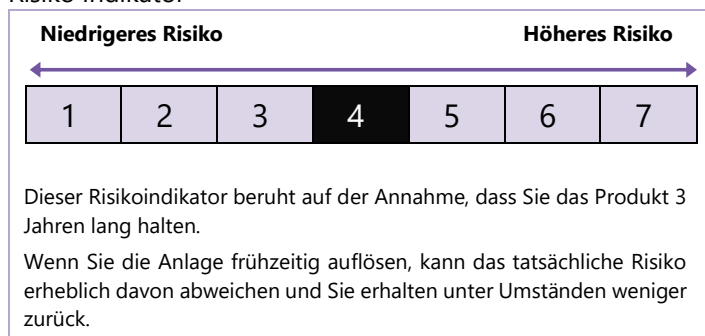 Risiko-Indikator
Niedrigeres Risiko Höheres Risiko
1 2 3 4 5 6 7
Dieser Risikoindikator beruht auf der Annahme, dass Sie das Produkt 3
Jahren lang halten.
Wenn Sie die Anlage frühzeitig auflösen, kann das tatsächliche Risiko
erheblich davon abweichen und Sie erhalten unter Umständen weniger
zurück.